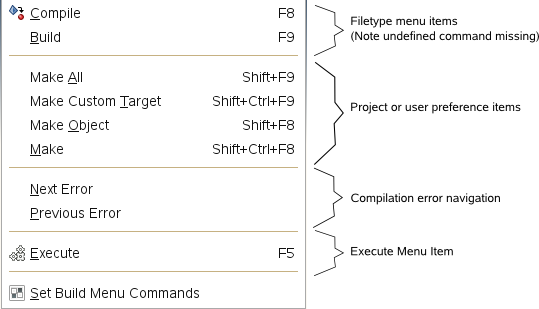 Compile F8
Build F9
Filetype menu items
(Note undefined command missing)
Make All Shift+F9
Make Custom Target Shift+Ctrl+F9
Make Object Shift+F8
Make Shift+Ctrl+F8
Project or user preference items
Next Error
Previous Error
Compilation error navigation
Execute F5
Execute Menu Item
Set Build Menu Commands